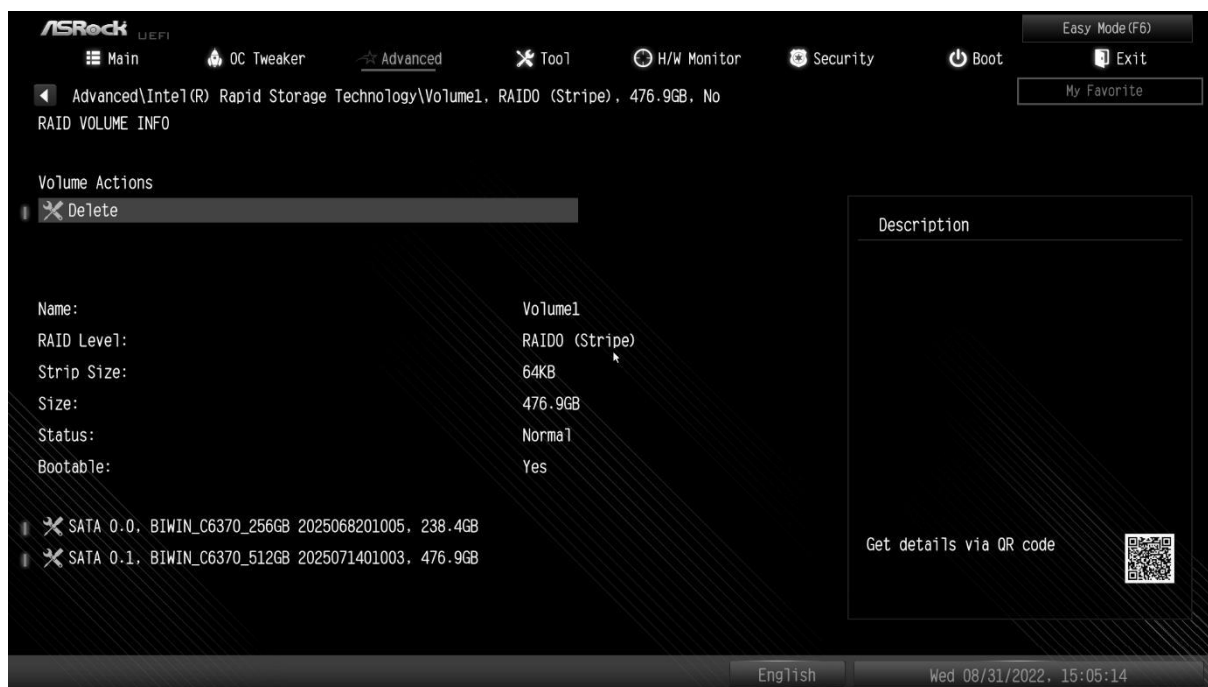 ASRock UEFI
Easy Mode(F6)
Main OC Tweaker Advanced Tool H/W Monitor Security Boot Exit
Advanced\Intel(R) Rapid Storage Technology\Volume1, RAID0 (Stripe), 476.9GB, No
My Favorite
RAID VOLUME INFO
Volume Actions
Delete
Description
Name: Volume1
RAID Level: RAID0 (Stripe)
Strip Size: 64KB
Size: 476.9GB
Status: Normal
Bootable: Yes
SATA 0.0, BIWIN_C6370_256GB 2025068201005, 238.4GB
SATA 0.1, BIWIN_C6370_512GB 2025071401003, 476.9GB
Get details via QR code
English
Wed 08/31/2022, 15:05:14